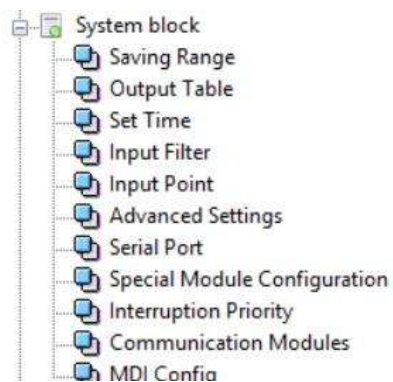 System block
Saving Range
Output Table
Set Time
Input Filter
Input Point
Advanced Settings
Serial Port
Special Module Configuration
Interruption Priority
Communication Modules
MDI Config